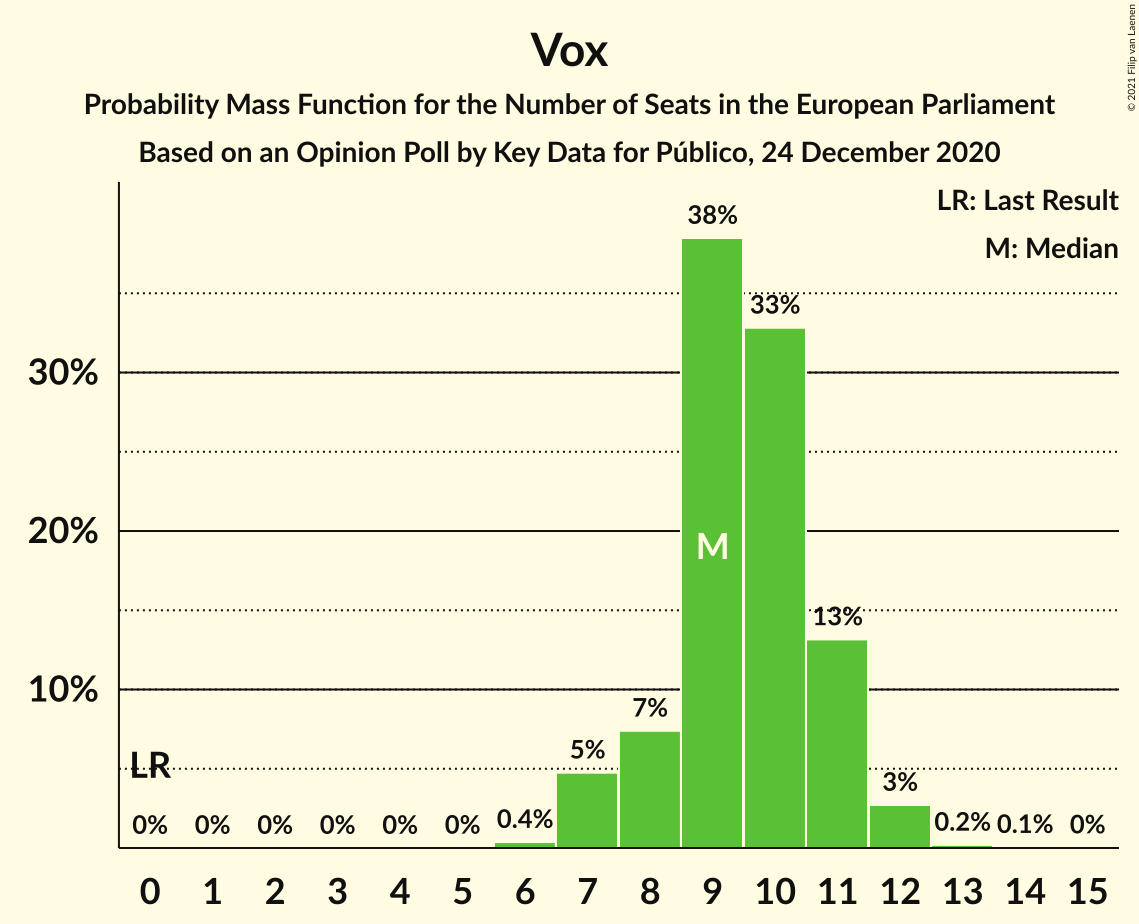 Vox
Probability Mass Function for the Number of Seats in the European Parliament
Based on an Opinion Poll by Key Data for Público, 24 December 2020
© 2021 Filip van Laenen
LR: Last Result
M: Median
38%
33%
30%
20%
M
13%
10%
7%
5%
LR
3%
0% 0% 0% 0% 0% 0% 0.4% 0.2% 0.1% 0%
0 1 2 3 4 5 6 7 8 9 10 11 12 13 14 15